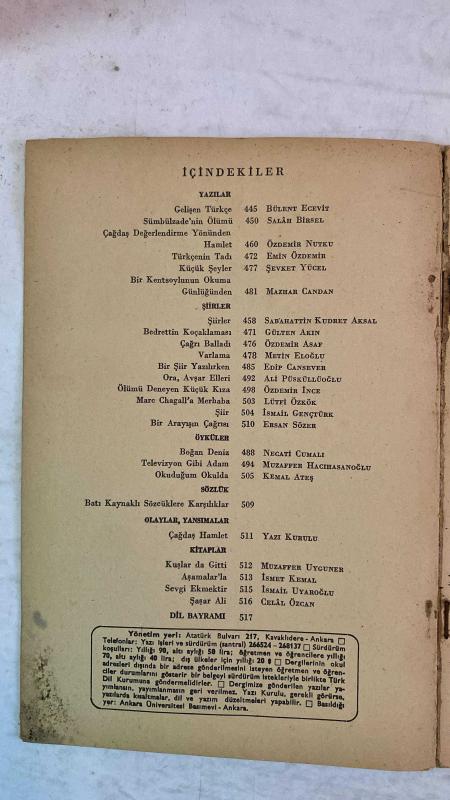 İÇİNDEKİLER
YAZILAR
Gelişen Türkçe 445 BÜLENT ECEVİT
Sümbülzade'nin Ölümü 450 SALÂH BİRSEL
Çağdaş Değerlendirme Yönünden
Hamlet 460 ÖZDEMİR NUTKU
Türkçenin Tadı 472 EMİN ÖZDEMİR
Küçük Şeyler 477 ŞEVKET YÜCEL
Bir Kentsoylunun Okuma
Günlüğünden 481 MAZHAR CANDAN
ŞİİRLER
Şiirler 458 SABAHATTİN KUDRET AKSAL
Bedrettin Koçaklaması 471 GÜLTEN AKIN
Çağrı Balladı 476 ÖZDEMİR ASAF
Varlama 478 METİN ELOĞLU
Bir Şiir Yazılırken 485 EDİP CANSEVER
Ora, Avşar Elleri 492 ALİ PÜSKÜLLÜOĞLU
Ölümü Deneyen Küçük Kıza 498 ÖZDEMİR İNCE
Marc Chagall'a Merhaba 503 LÜTFİ ÖZKÖK
Şiir 504 İSMAİL GENÇTÜRK
Bir Arayışın Çağrısı 510 ERSAN SÖZER
ÖYKÜLER
Boğan Deniz 488 NECATİ CUMALI
Televizyon Gibi Adam 494 MUZAFFER HACIHASANOĞLU
Okuduğum Okulda 505 KEMAL ATEŞ
SÖZLÜK
Batı Kaynaklı Sözcüklere Karşılıklar 509
OLAYLAR, YANSIMALAR
Çağdaş Hamlet 511 YAZI KURULU
KİTAPLAR
Kuşlar da Gitti 512 MUZAFFER UYGUNER
Aşamalar'la 513 İSMET KEMAL
Sevgi Ekmektir 515 İSMAİL UYAROĞLU
Şaşar Ali 516 CELÂL ÖZCAN
DİL BAYRAMI 517
Yönetim yeri: Atatürk Bulvarı 217, Kavaklıdere - Ankara □
Telefonlar: Yazı işleri ve sürdürüm (santral) 266524 - 268137 □ Sürdürüm
koşulları: Yıllığı 90, altı aylığı 50 lira; öğretmen ve öğrencilere yıllığı
70, altı aylığı 40 lira; dış ülkeler için yıllığı 20 $ □ Dergilerinin okul
adresleri dışında bir adrese gönderilmesini isteyen öğretmen ve öğren-
ciler durumlarını gösterir bir belgeyi sürdürüm istekleriyle birlikte Türk
Dil Kurumuna göndermelidirler. □ Dergimize gönderilen yazılar ya-
yımlansın, yayımlanmasın geri verilmez. Yazı Kurulu, gerekli görürse,
yazılarda kısaltmalar, dil ve yazım düzeltmeleri yapabilir. □ Basıldığı
yer: Ankara Üniversitesi Basımevi - Ankara.